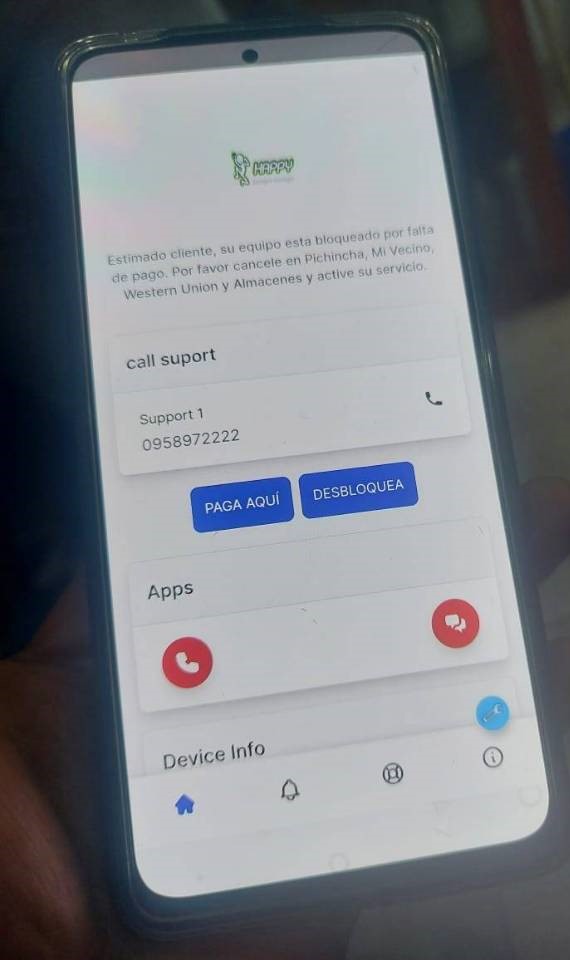 HAPPY
Estimado cliente, su equipo esta bloqueado por falta
de pago. Por favor cancele en Pichincha, Mi Vecino,
Western Union y Almacenes y active su servicio.
call suport
Support 1
0958972222
PAGA AQUÍ
DESBLOQUEA
Apps
Device Info